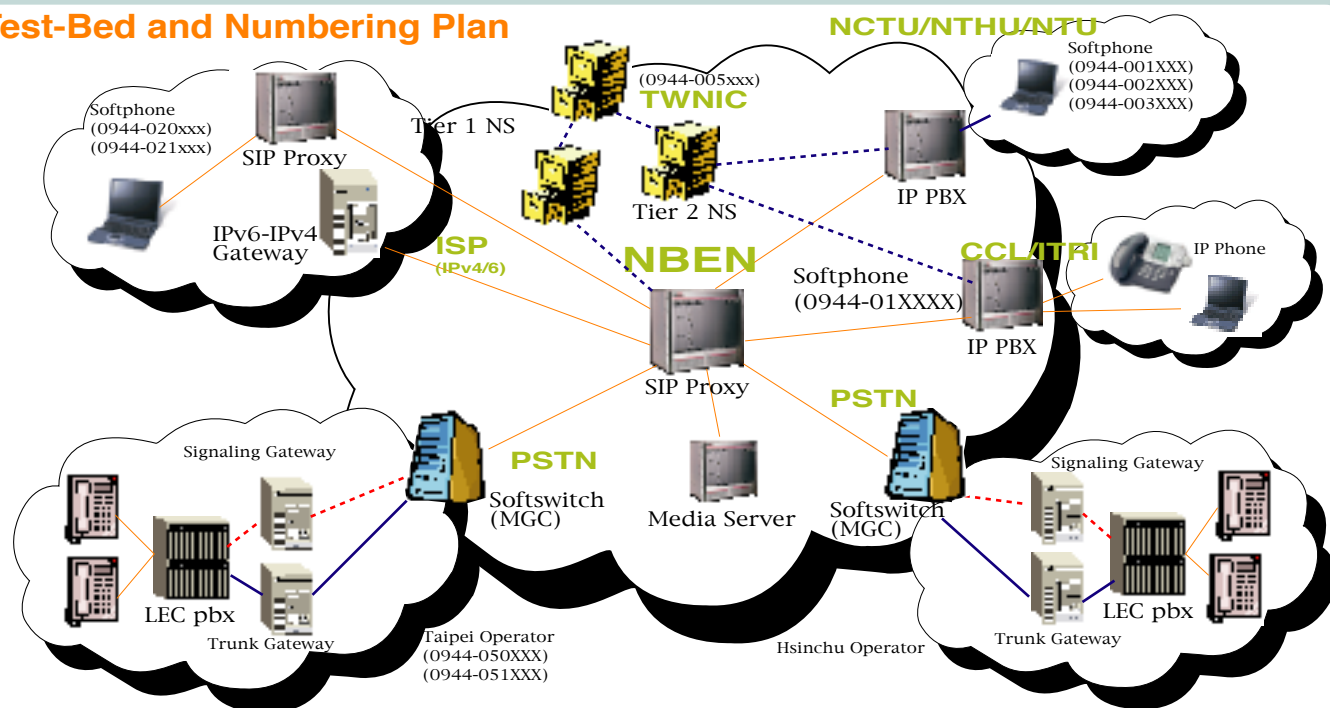 Test-Bed and Numbering Plan
NCTU/NTHU/NTU
Softphone
(0944-001XXX)
(0944-002XXX)
(0944-003XXX)
(0944-005xxx)
TWNIC
Softphone
(0944-020xxx)
(0944-021xxx)
SIP Proxy
Tier 1 NS
IP PBX
Tier 2 NS
IPv6-IPv4
Gateway
ISP
(IPv4/6)
NBEN
CCL/ITRI
IP Phone
Softphone
(0944-01XXXX)
IP PBX
SIP Proxy
PSTN
PSTN
Signaling Gateway
Softswitch
(MGC)
Media Server
Softswitch
(MGC)
Signaling Gateway
LEC pbx
Trunk Gateway
Taipei Operator
(0944-050XXX)
(0944-051XXX)
Hsinchu Operator
LEC pbx
Trunk Gateway